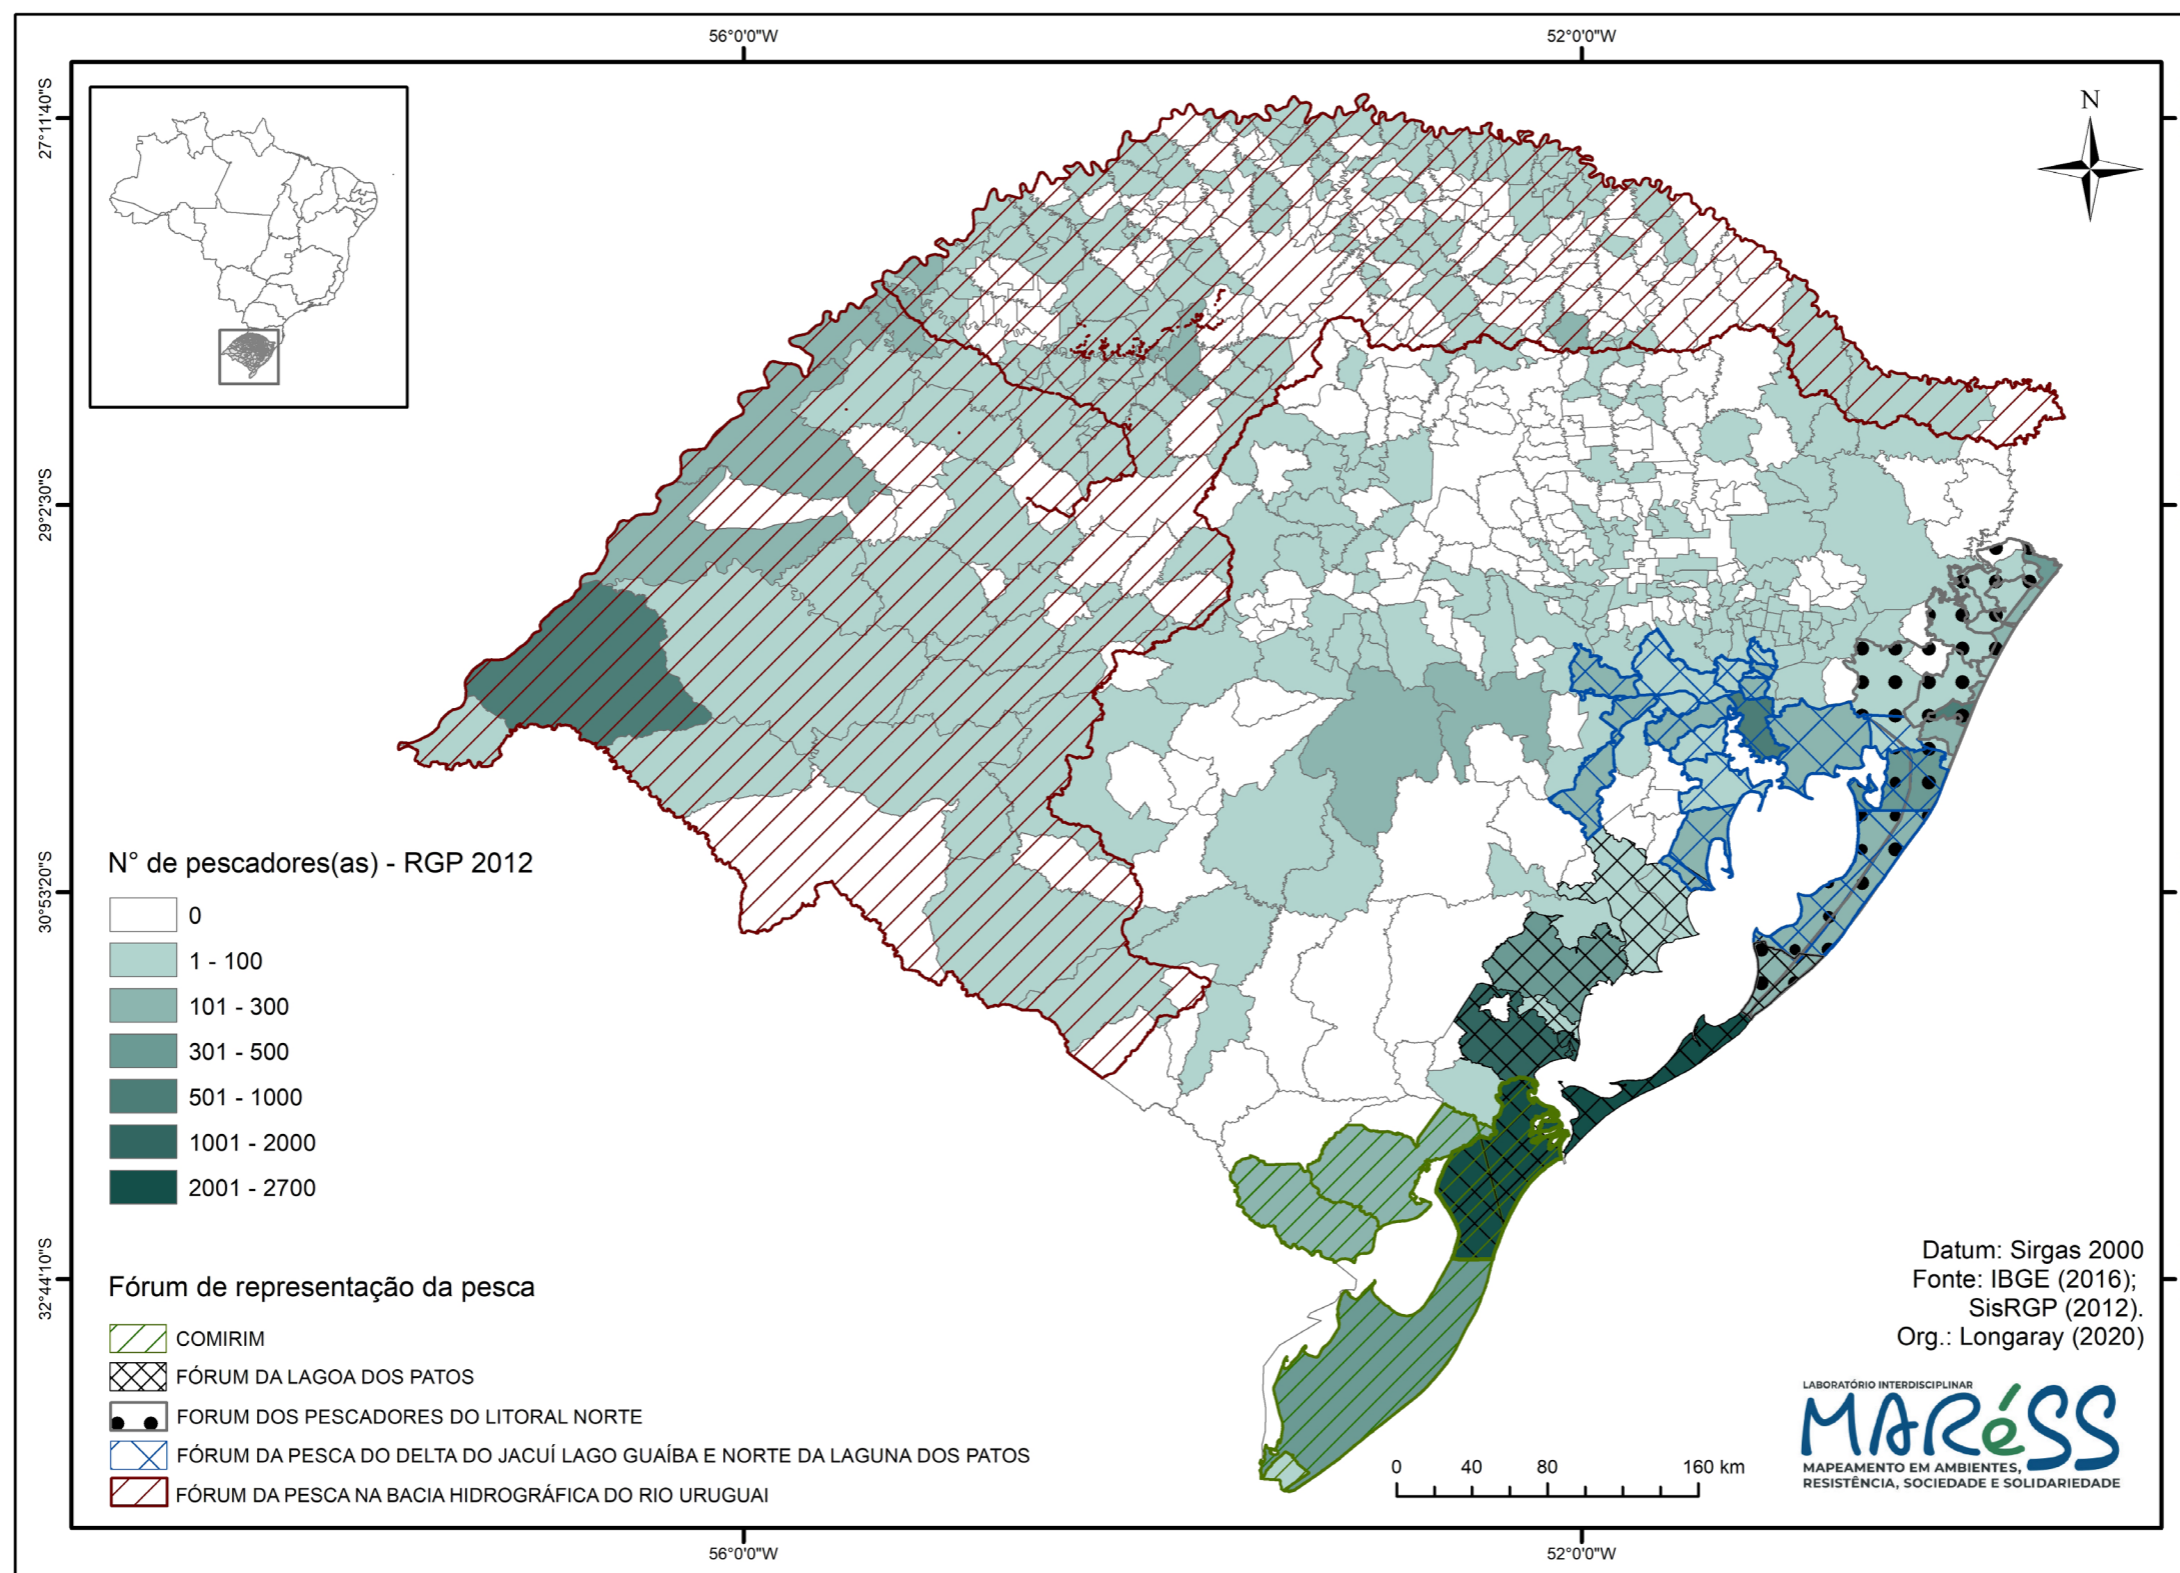 56°0'0"W
52°0'0"W
27°11'40"S
29°2'30"S
30°53'20"S
32°44'10"S
N
N° de pescadores(as) - RGP 2012
0
1 - 100
101 - 300
301 - 500
501 - 1000
1001 - 2000
2001 - 2700
Fórum de representação da pesca
COMIRIM
FÓRUM DA LAGOA DOS PATOS
FORUM DOS PESCADORES DO LITORAL NORTE
FÓRUM DA PESCA DO DELTA DO JACUÍ LAGO GUAÍBA E NORTE DA LAGUNA DOS PATOS
FÓRUM DA PESCA NA BACIA HIDROGRÁFICA DO RIO URUGUAI
Datum: Sirgas 2000
Fonte: IBGE (2016);
SisRGP (2012).
Org.: Longaray (2020)
LABORATÓRIO INTERDISCIPLINAR
MARéSS
MAPEAMENTO EM AMBIENTES,
RESISTÊNCIA, SOCIEDADE E SOLIDARIEDADE
0 40 80 160 km
56°0'0"W
52°0'0"W